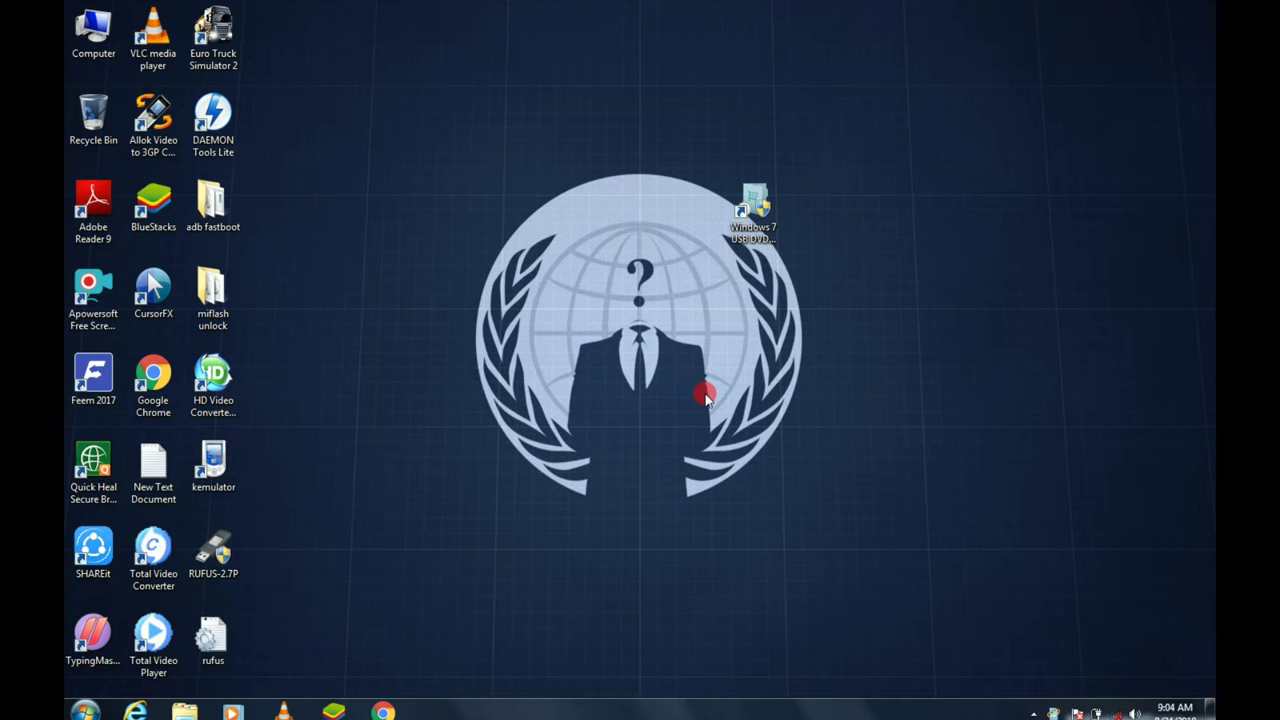 Computer
VLC media
player
Euro Truck
Simulator 2
Recycle Bin
Allok Video
to 3GP C...
DAEMON
Tools Lite
Adobe
Reader 9
BlueStacks
adb fastboot
Windows 7
USB DVD...
Apowersoft
Free Scre...
CursorFX
miflash
unlock
?
Feem 2017
Google
Chrome
HD Video
Converte...
Quick Heal
Secure Br...
New Text
Document
kemulator
SHAREit
Total Video
Converter
RUFUS-2.7P
TypingMas...
Total Video
Player
rufus
9:04 AM